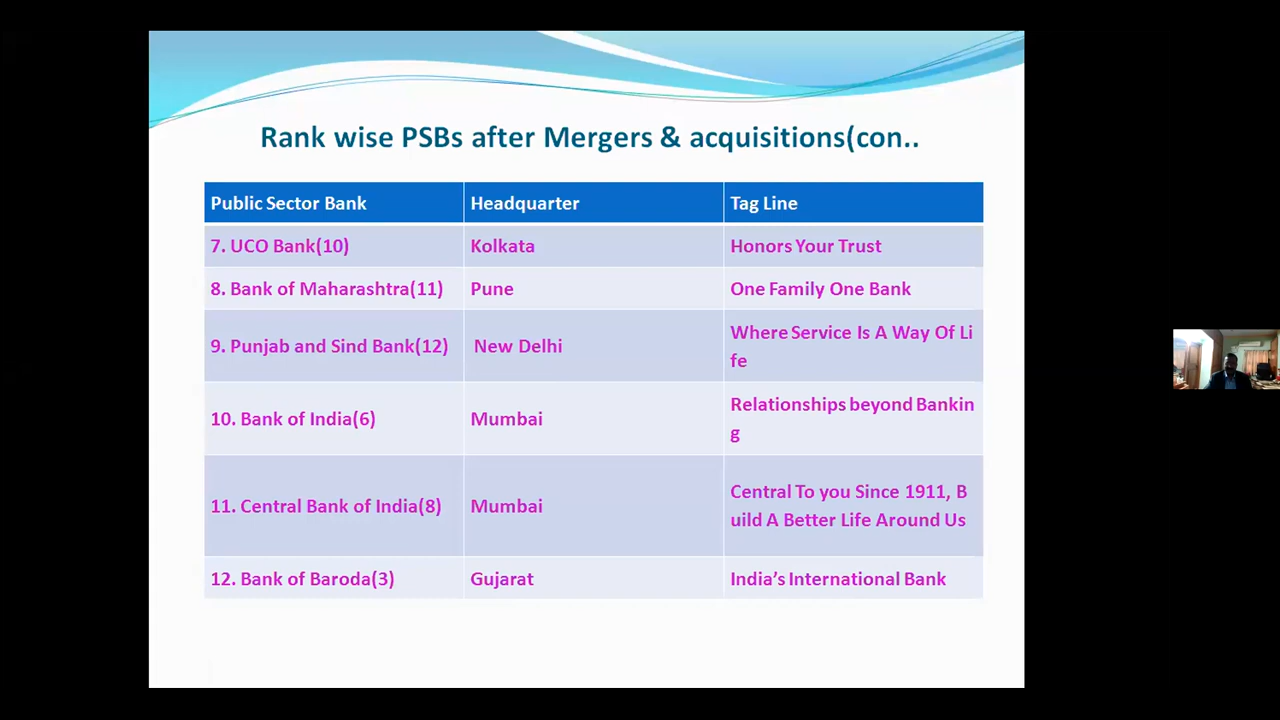 Rank wise PSBs after Mergers & acquisitions(con..
Public Sector Bank Headquarter Tag Line
7. UCO Bank(10) Kolkata Honors Your Trust
8. Bank of Maharashtra(11) Pune One Family One Bank
9. Punjab and Sind Bank(12) New Delhi Where Service Is A Way Of Li
fe
10. Bank of India(6) Mumbai Relationships beyond Bankin
g
11. Central Bank of India(8) Mumbai Central To you Since 1911, B
uild A Better Life Around Us
12. Bank of Baroda(3) Gujarat India’s International Bank